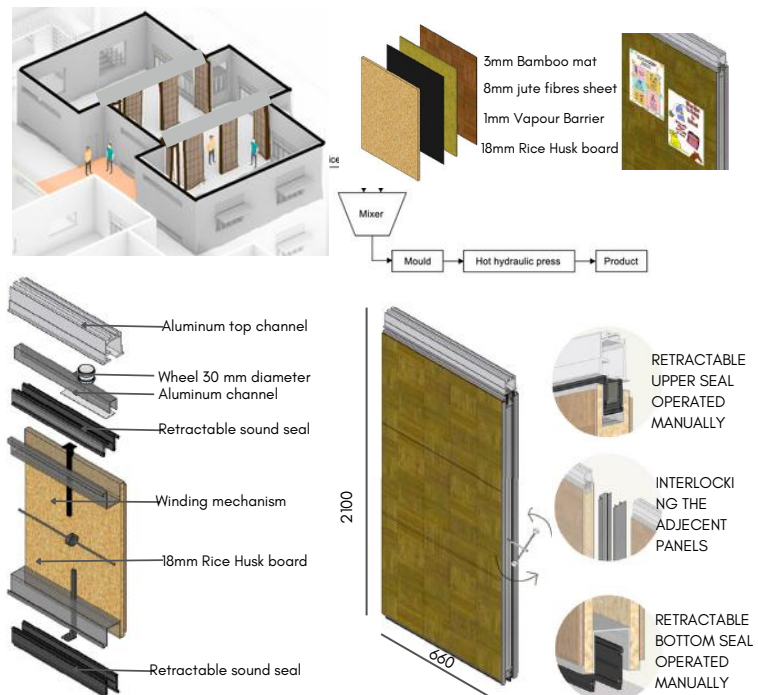 3mm Bamboo mat
8mm jute fibres sheet
1mm Vapour Barrier
18mm Rice Husk board
ice
Mixer
Mould
Hot hydraulic press
Product
Aluminum top channel
Wheel 30 mm diameter
Aluminum channel
Retractable sound seal
Winding mechanism
18mm Rice Husk board
Retractable sound seal
2100
660
RETRACTABLE
UPPER SEAL
OPERATED
MANUALLY
INTERLOCKI
NG THE
ADJECENT
PANELS
RETRACTABLE
BOTTOM SEAL
OPERATED
MANUALLY